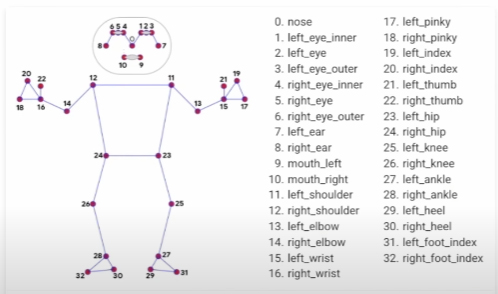 6 5 4 1 2 3
8 0 7
10 9
20 22 12 11 21 19
18 16 14 13 15 17
24 23
26 25
28 27
32 30 29 31
0. nose
1. left_eye_inner
2. left_eye
3. left_eye_outer
4. right_eye_inner
5. right_eye
6. right_eye_outer
7. left_ear
8. right_ear
9. mouth_left
10. mouth_right
11. left_shoulder
12. right_shoulder
13. left_elbow
14. right_elbow
15. left_wrist
16. right_wrist
17. left_pinky
18. right_pinky
19. left_index
20. right_index
21. left_thumb
22. right_thumb
23. left_hip
24. right_hip
25. left_knee
26. right_knee
27. left_ankle
28. right_ankle
29. left_heel
30. right_heel
31. left_foot_index
32. right_foot_index